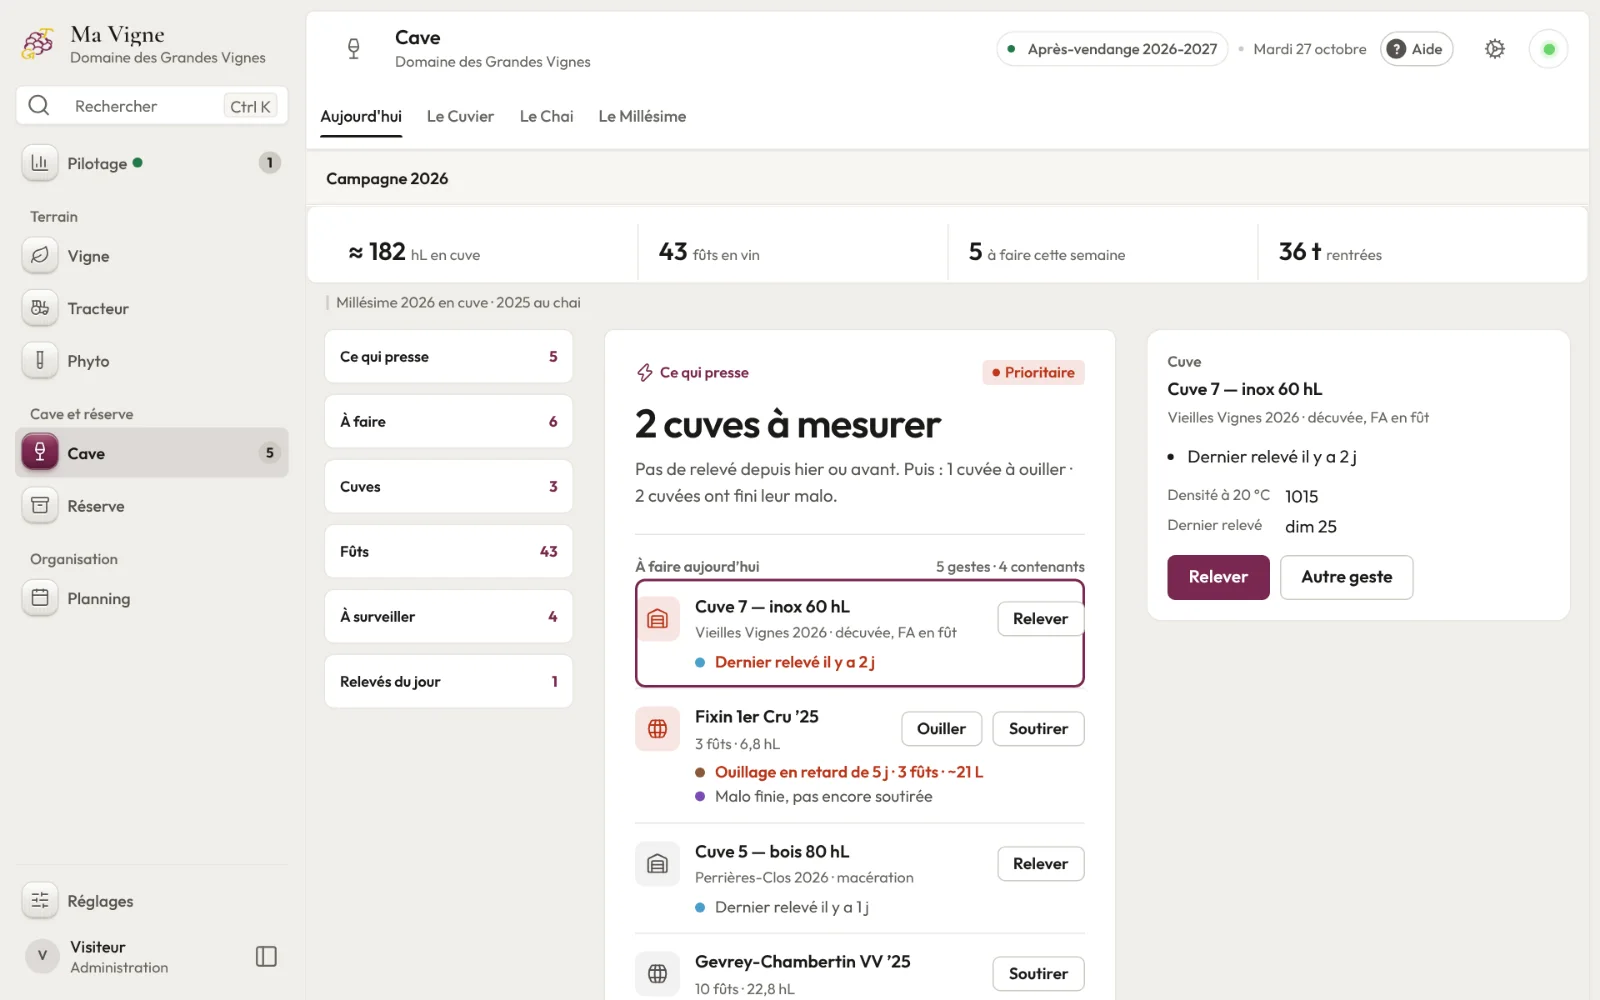 Ma Vigne
Domaine des Grandes Vignes
Rechercher
Ctrl K
Pilotage
1
Terrain
Vigne
Tracteur
Phyto
Cave et réserve
Cave
5
Réserve
Organisation
Planning
Réglages
V
Visiteur
Administration
Cave
Domaine des Grandes Vignes
Après-vendange 2026-2027
Mardi 27 octobre
? Aide
Aujourd'hui
Le Cuvier
Le Chai
Le Millésime
Campagne 2026
≈ 182 hL en cuve
43 fûts en vin
5 à faire cette semaine
36 t rentrées
Millésime 2026 en cuve · 2025 au chai
Ce qui presse 5
À faire 6
Cuves 3
Fûts 43
À surveiller 4
Relevés du jour 1
Ce qui presse
Prioritaire
2 cuves à mesurer
Pas de relevé depuis hier ou avant. Puis : 1 cuvée à ouiller ·
2 cuvées ont fini leur malo.
À faire aujourd'hui
5 gestes · 4 contenants
Cuve 7 — inox 60 hL
Vieilles Vignes 2026 · décuvée, FA en fût
Dernier relevé il y a 2 j
Relever
Fixin 1er Cru ’25
3 fûts · 6,8 hL
Ouillage en retard de 5 j · 3 fûts · ~21 L
Malo finie, pas encore soutirée
Ouiller
Soutirer
Cuve 5 — bois 80 hL
Perrières-Clos 2026 · macération
Dernier relevé il y a 1 j
Relever
Gevrey-Chambertin VV ’25
10 fûts · 22,8 hL
Soutirer
Cuve
Cuve 7 — inox 60 hL
Vieilles Vignes 2026 · décuvée, FA en fût
Dernier relevé il y a 2 j
Densité à 20 °C 1015
Dernier relevé dim 25
Relever
Autre geste